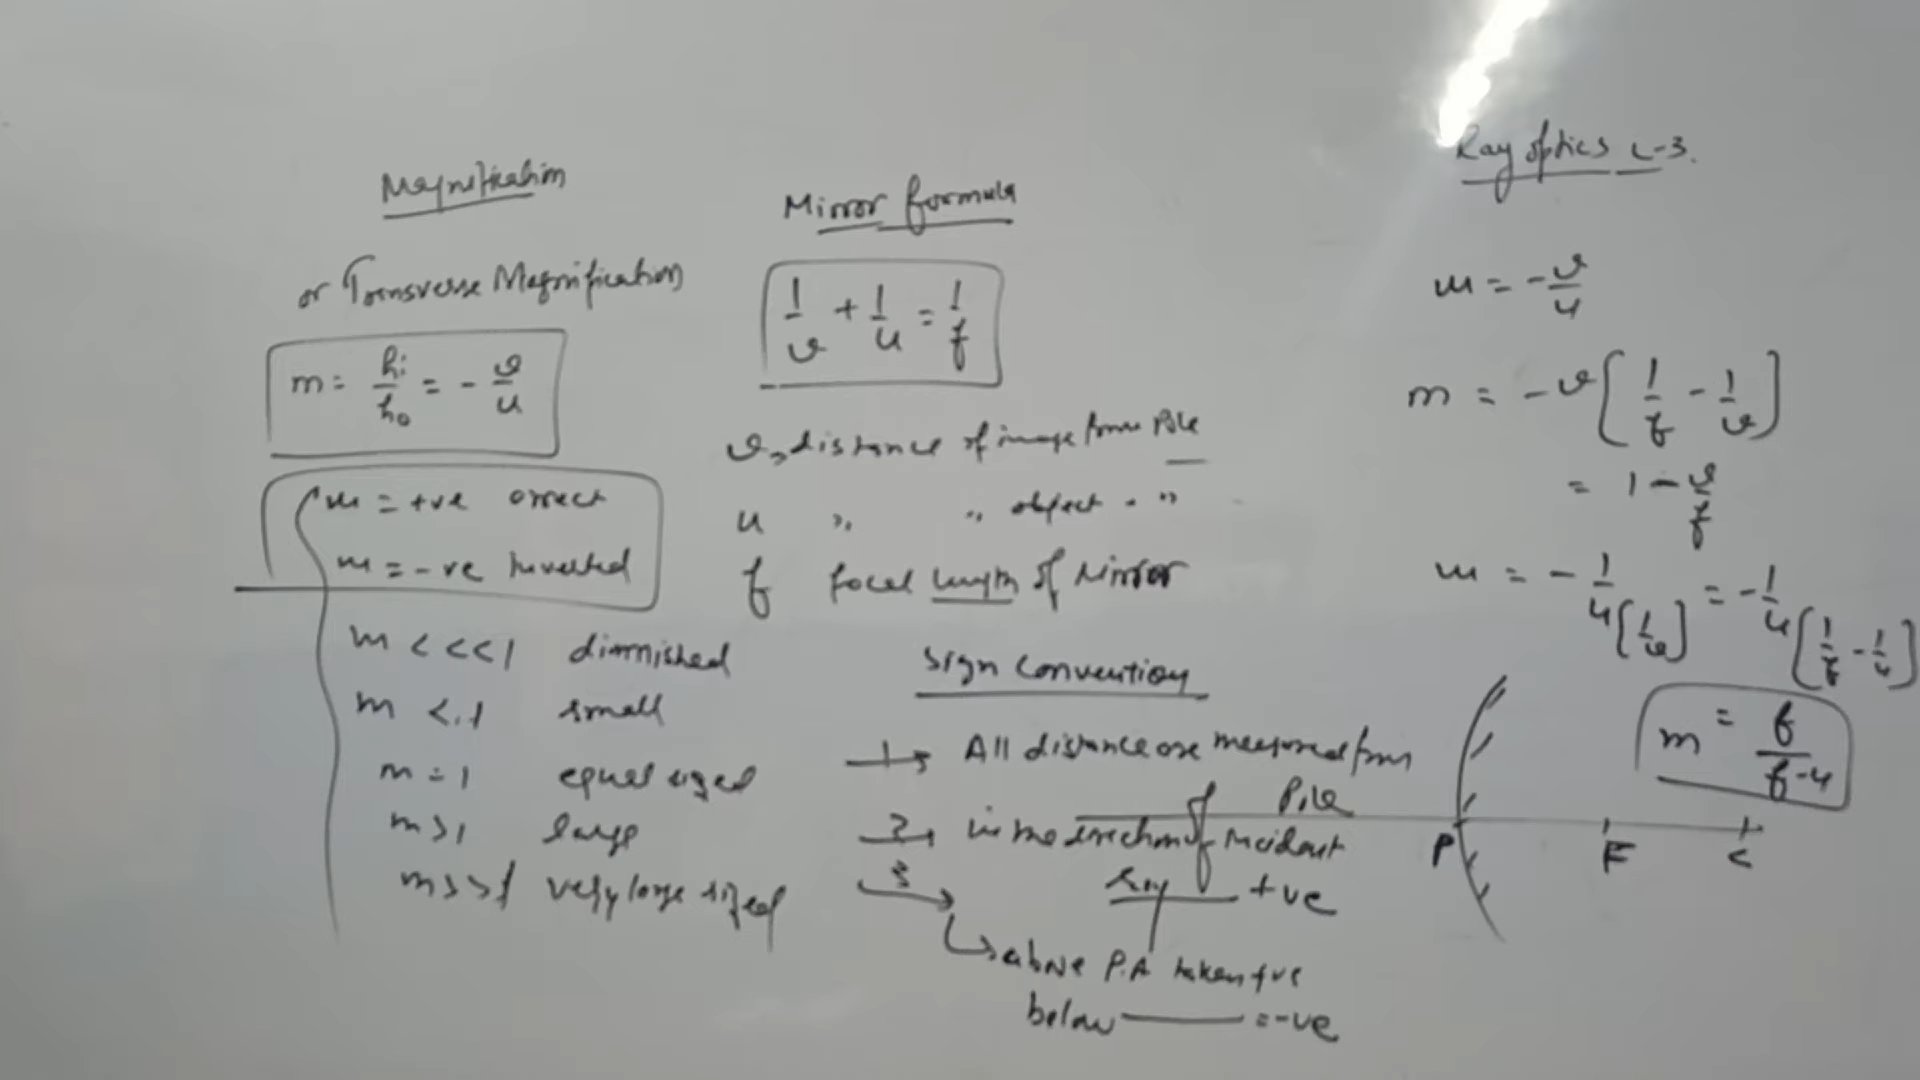 Ray optics L-3.
Magnification
or Transverse Magnification
m = hi/ho = - v/u
m = +ve errect
m = -ve Inverted
m <<<1 dimnished
m <.1 small
m = 1 equal sized
m>1 large
m>>1 very large sized
Mirror formula
1/v + 1/u = 1/f
v → distance of image from Pole
u " " object " "
f focal length of Mirror
Sign Convention
1→ All distance are measured from Pole
2→ in the direction of Incident Ray +ve
3→
↳ above P.A taken +ve
below —— = -ve
m = - v/u
m = -v [1/f - 1/v]
= 1 - v/f
m = - 1/u[1/v] = - 1/u[1/f - 1/u]
m = f/f-u
P F C